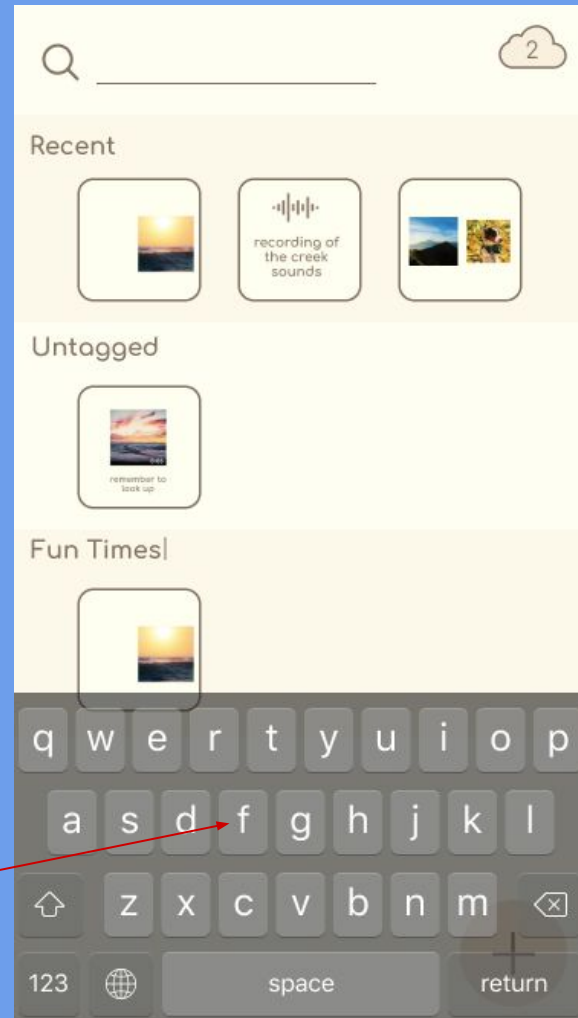 2
Recent
recording of
the creek
sounds
Untagged
remember to
look up
Fun Times
q w e r t y u i o p
a s d f g h j k l
z x c v b n m
123 space return